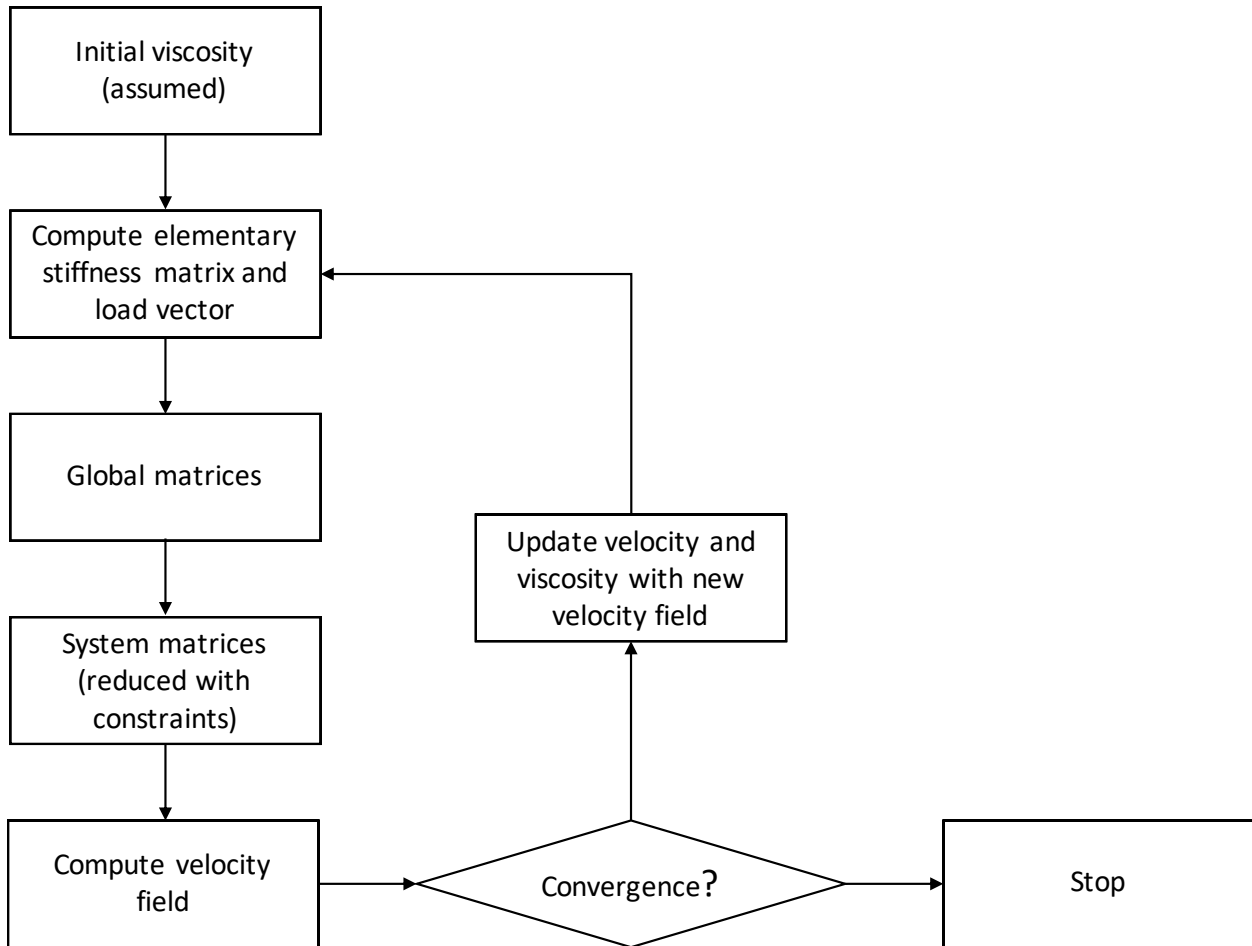 Initial viscosity
(assumed)
Compute elementary
stiffness matrix and
load vector
Global matrices
System matrices
(reduced with
constraints)
Compute velocity
field
Convergence?
Update velocity and
viscosity with new
velocity field
Stop